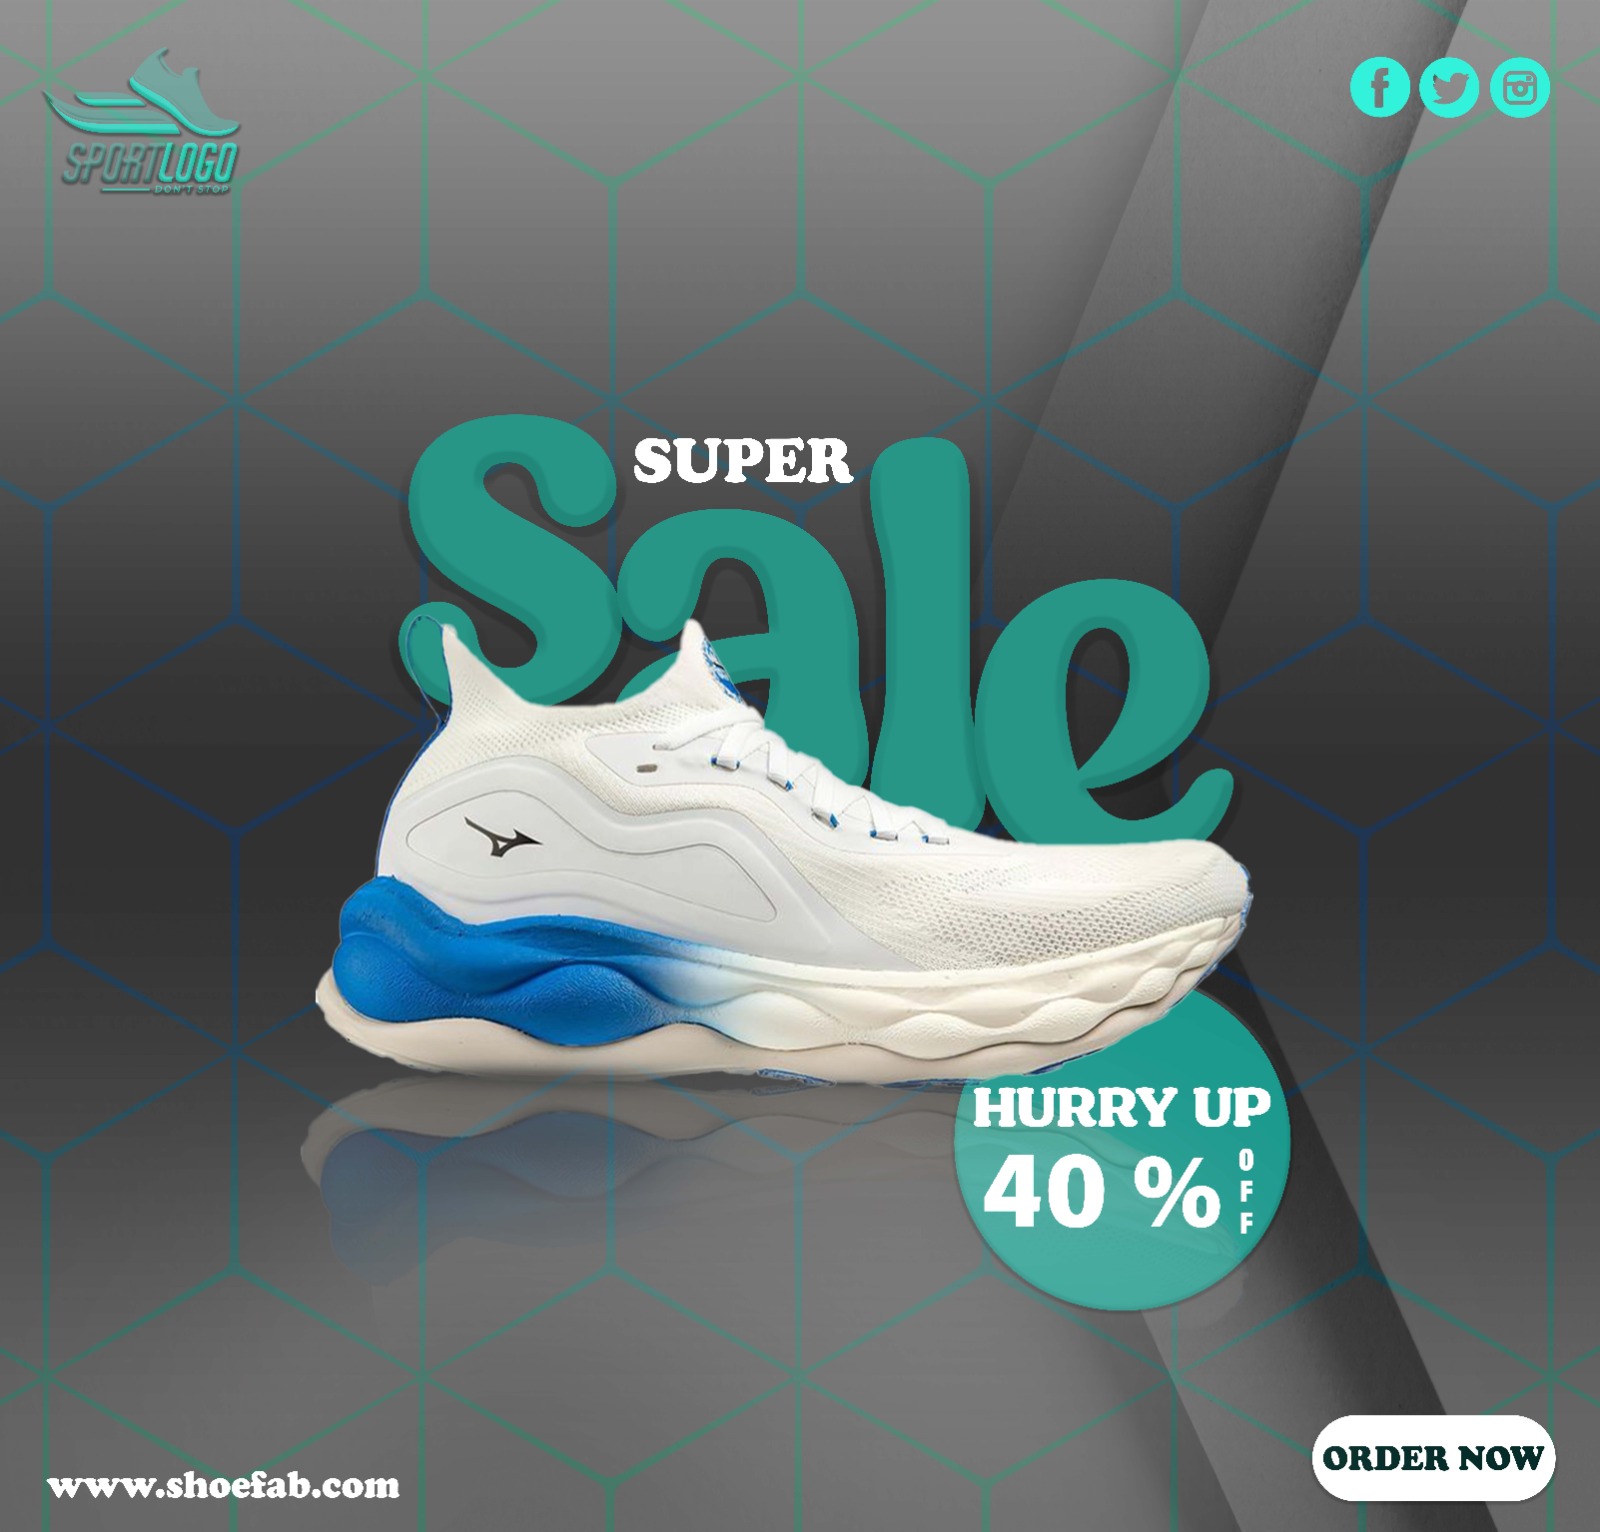 SPORTLOGO
DON'T STOP
SUPER
Sale
HURRY UP
40 % OFF
www.shoefab.com
ORDER NOW